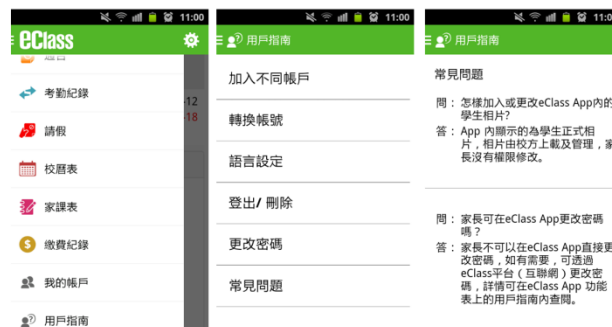 11:00
eClass
考勤紀錄
-12
-18
請假
校曆表
家課表
繳費紀錄
我的帳戶
用戶指南
11:00
用戶指南
加入不同帳戶
轉換帳號
語言設定
登出/ 刪除
更改密碼
常見問題
11:00
用戶指南
常見問題
問： 怎樣加入或更改eClass App內的
學生相片?
答： App 內顯示的為學生正式相
片，相片由校方上載及管理，家
長沒有權限修改。
問： 家長可在eClass App更改密碼
嗎？
答： 家長不可以在eClass App直接更
改密碼，如有需要，可透過
eClass平台（互聯網）更改密
碼，詳情可在eClass App 功能
表上的用戶指南內查閱。